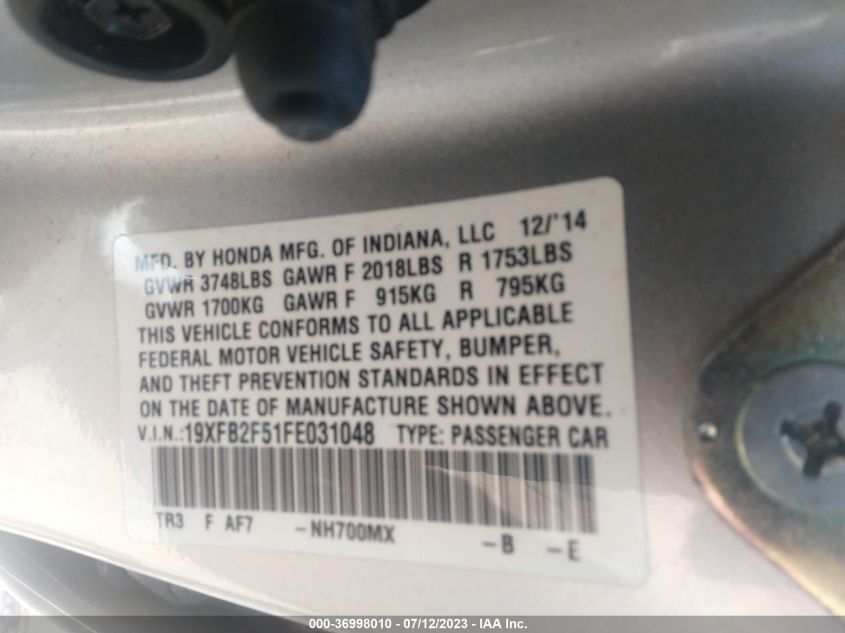 MFD. BY HONDA MFG. OF INDIANA, LLC 12/'14
GVWR 3748LBS GAWR F 2018LBS R 1753LBS
GVWR 1700KG GAWR F 915KG R 795KG
THIS VEHICLE CONFORMS TO ALL APPLICABLE
FEDERAL MOTOR VEHICLE SAFETY, BUMPER,
AND THEFT PREVENTION STANDARDS IN EFFECT
ON THE DATE OF MANUFACTURE SHOWN ABOVE.
V.I.N.:19XFB2F51FE031048 TYPE: PASSENGER CAR
TR3 F AF7 -NH700MX -B -E
000-36998010 - 07/12/2023 - IAA Inc.